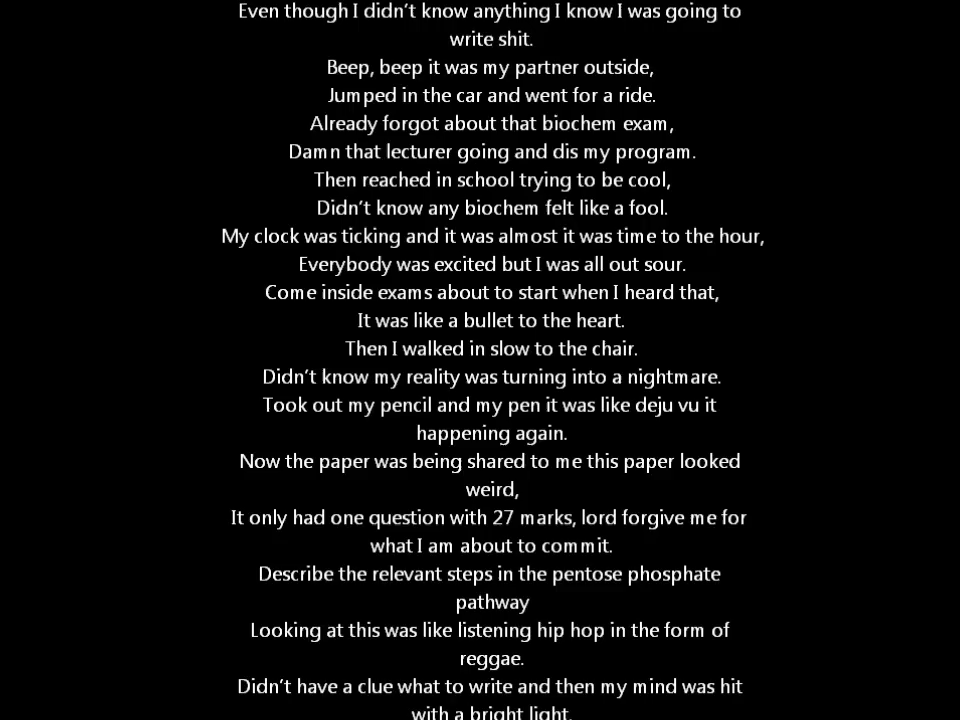 Even though I didn't know anything I know I was going to
write shit.
Beep, beep it was my partner outside,
Jumped in the car and went for a ride.
Already forgot about that biochem exam,
Damn that lecturer going and dis my program.
Then reached in school trying to be cool,
Didn't know any biochem felt like a fool.
My clock was ticking and it was almost it was time to the hour,
Everybody was excited but I was all out sour.
Come inside exams about to start when I heard that,
It was like a bullet to the heart.
Then I walked in slow to the chair.
Didn't know my reality was turning into a nightmare.
Took out my pencil and my pen it was like deju vu it
happening again.
Now the paper was being shared to me this paper looked
weird,
It only had one question with 27 marks, lord forgive me for
what I am about to commit.
Describe the relevant steps in the pentose phosphate
pathway
Looking at this was like listening hip hop in the form of
reggae.
Didn't have a clue what to write and then my mind was hit
with a bright light.